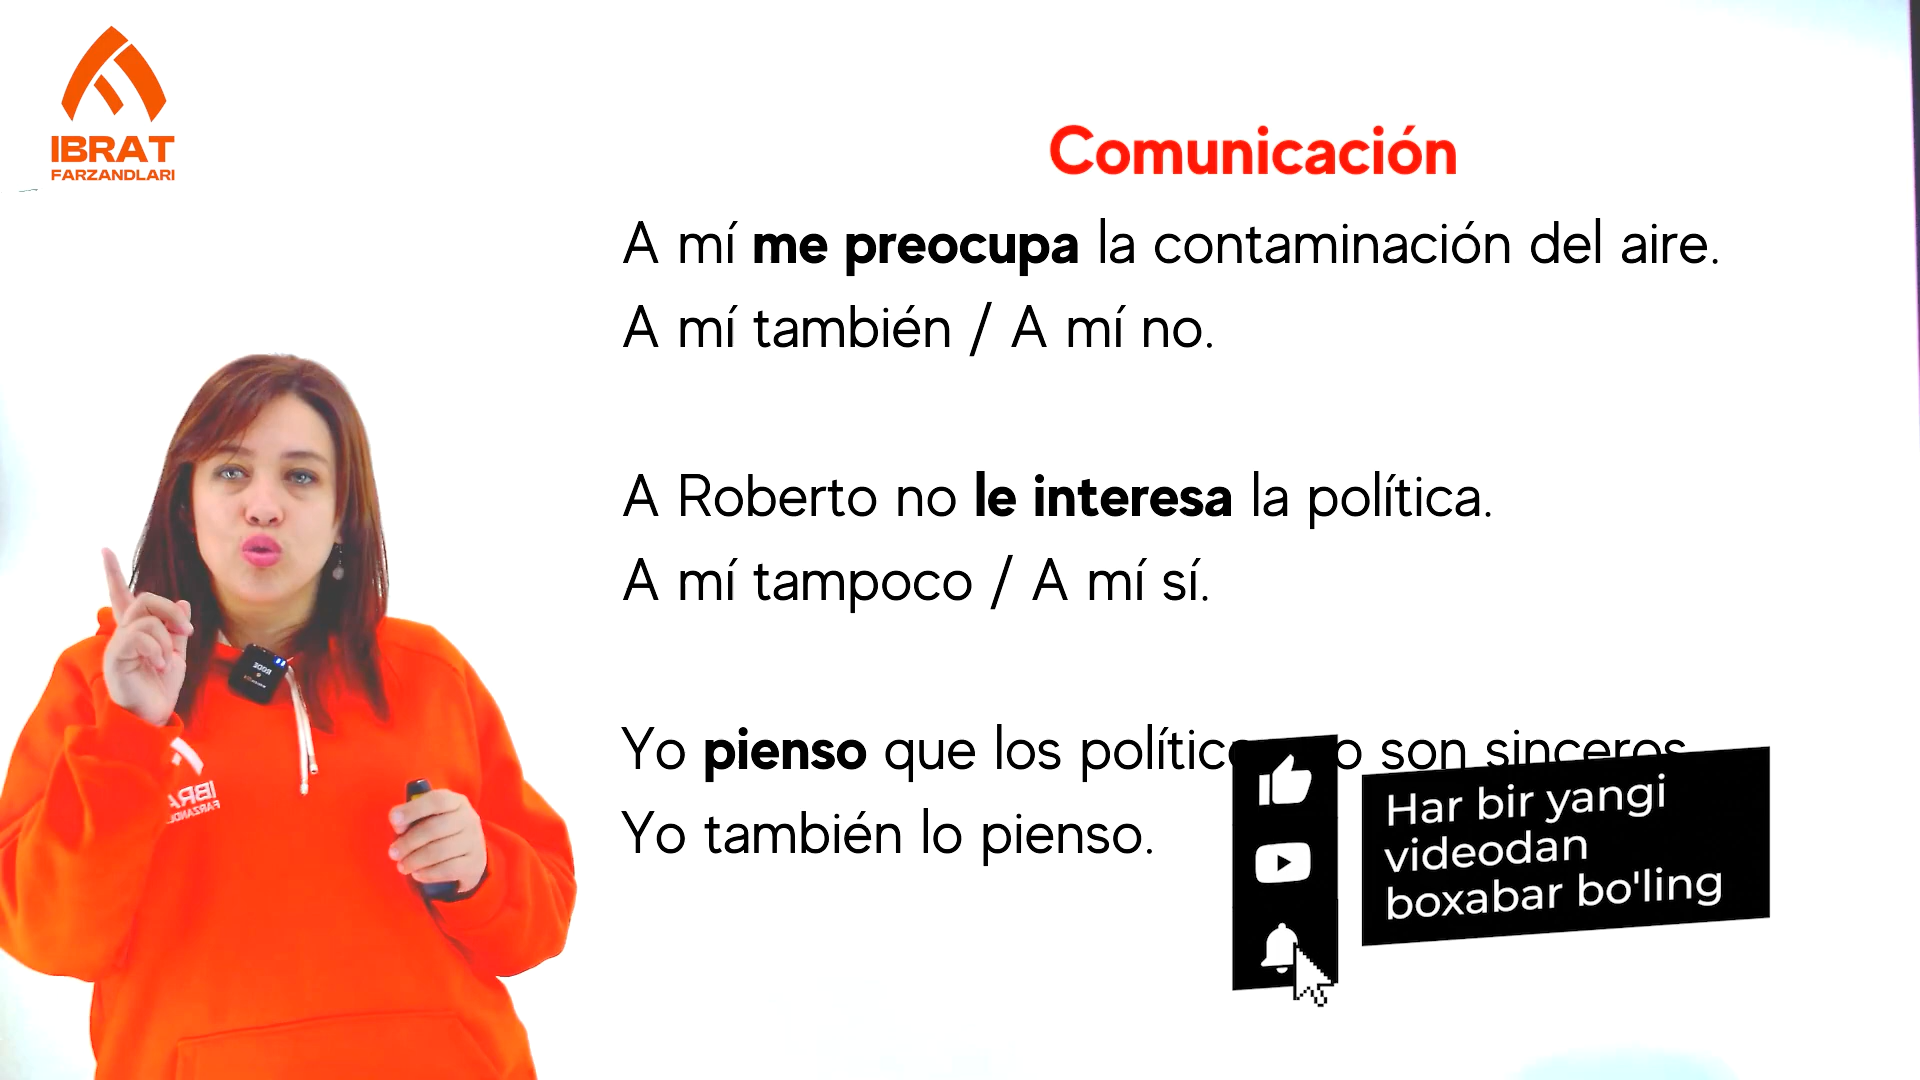 IBRAT
FARZANDLARI
Comunicación
A mí me preocupa la contaminación del aire.
A mí también / A mí no.
A Roberto no le interesa la política.
A mí tampoco / A mí sí.
Yo pienso que los son sinceros
Yo también lo pienso.
Har bir yangi
videodan
boxabar bo'ling
RODE